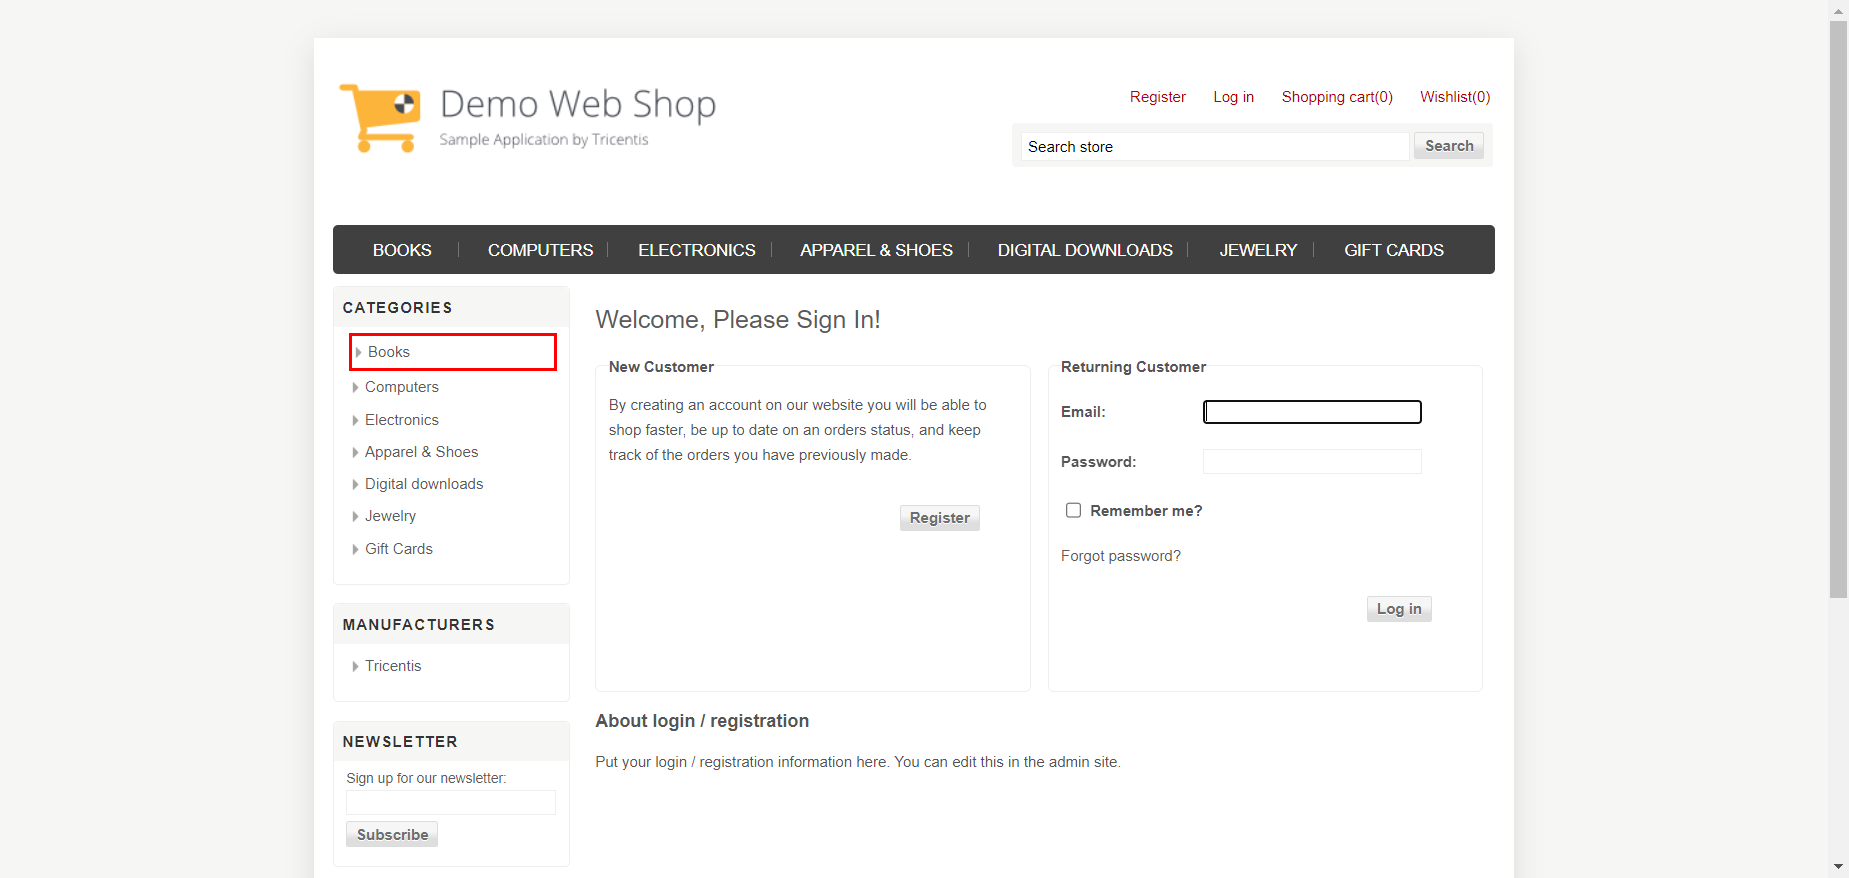 Demo Web Shop
Sample Application by Tricentis
Register Log in Shopping cart(0) Wishlist(0)
Search store Search
BOOKS COMPUTERS ELECTRONICS APPAREL & SHOES DIGITAL DOWNLOADS JEWELRY GIFT CARDS
CATEGORIES
Books
Computers
Electronics
Apparel & Shoes
Digital downloads
Jewelry
Gift Cards
MANUFACTURERS
Tricentis
NEWSLETTER
Sign up for our newsletter:
Subscribe
Welcome, Please Sign In!
New Customer
By creating an account on our website you will be able to
shop faster, be up to date on an orders status, and keep
track of the orders you have previously made.
Register
Returning Customer
Email:
Password:
Remember me?
Forgot password?
Log in
About login / registration
Put your login / registration information here. You can edit this in the admin site.